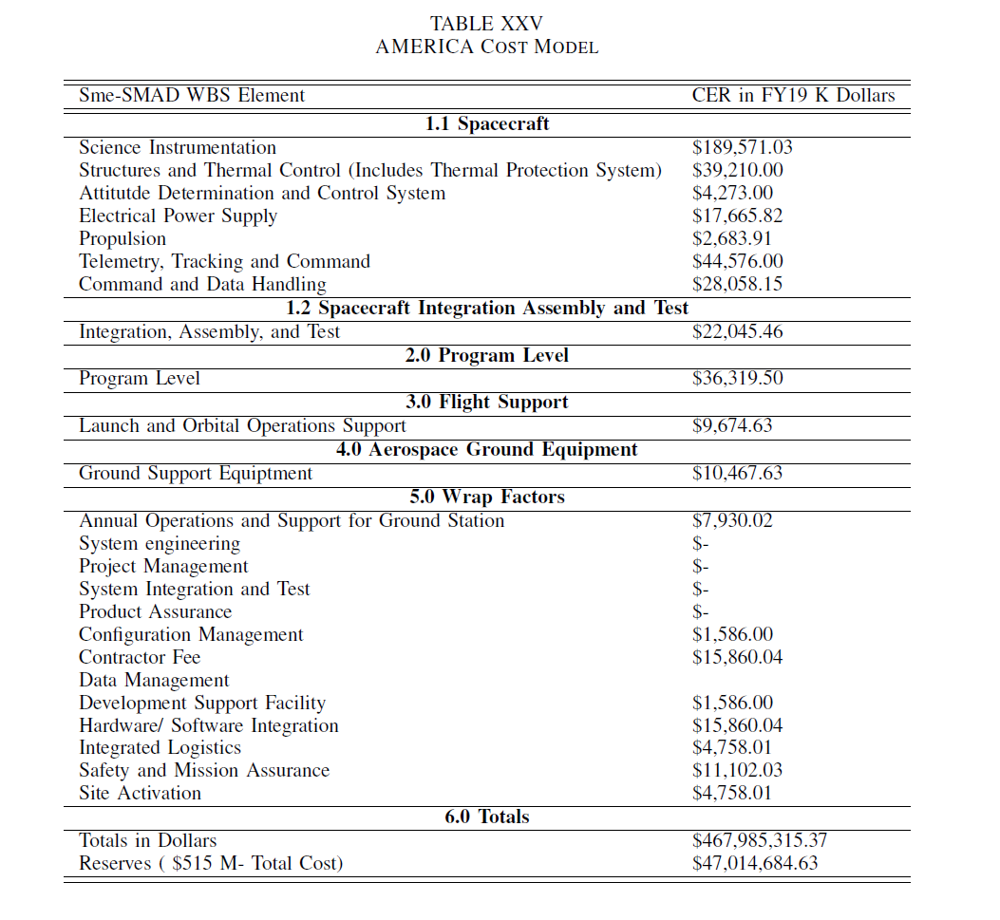 TABLE XXV
AMERICA COST MODEL
Sme-SMAD WBS Element CER in FY19 K Dollars
1.1 Spacecraft
Science Instrumentation $189,571.03
Structures and Thermal Control (Includes Thermal Protection System) $39,210.00
Attitutde Determination and Control System $4,273.00
Electrical Power Supply $17,665.82
Propulsion $2,683.91
Telemetry, Tracking and Command $44,576.00
Command and Data Handling $28,058.15
1.2 Spacecraft Integration Assembly and Test
Integration, Assembly, and Test $22,045.46
2.0 Program Level
Program Level $36,319.50
3.0 Flight Support
Launch and Orbital Operations Support $9,674.63
4.0 Aerospace Ground Equipment
Ground Support Equiptment $10,467.63
5.0 Wrap Factors
Annual Operations and Support for Ground Station $7,930.02
System engineering $-
Project Management $-
System Integration and Test $-
Product Assurance $-
Configuration Management $1,586.00
Contractor Fee $15,860.04
Data Management
Development Support Facility $1,586.00
Hardware/ Software Integration $15,860.04
Integrated Logistics $4,758.01
Safety and Mission Assurance $11,102.03
Site Activation $4,758.01
6.0 Totals
Totals in Dollars $467,985,315.37
Reserves ( $515 M- Total Cost) $47,014,684.63